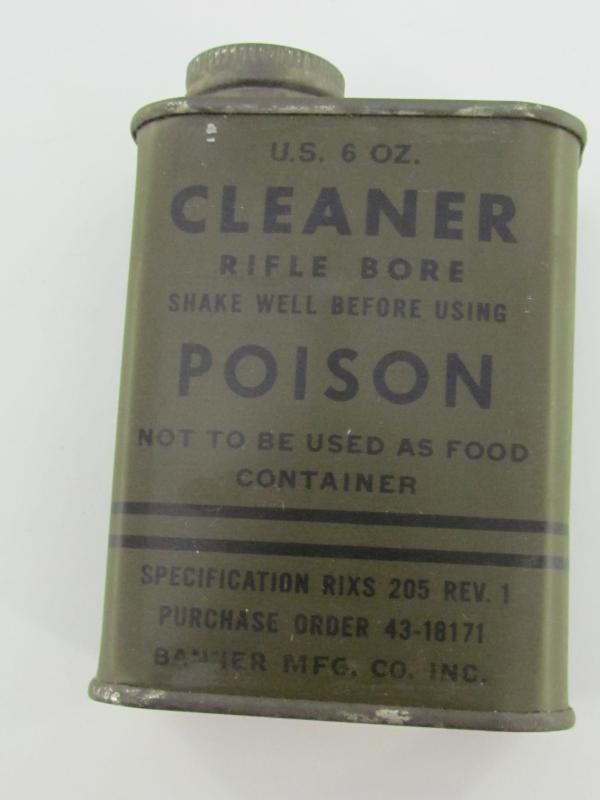 U.S. 6 OZ.
CLEANER
RIFLE BORE
SHAKE WELL BEFORE USING
POISON
NOT TO BE USED AS FOOD
CONTAINER
SPECIFICATION RIXS 205 REV. 1
PURCHASE ORDER 43-18171
BANNER MFG. CO. INC.